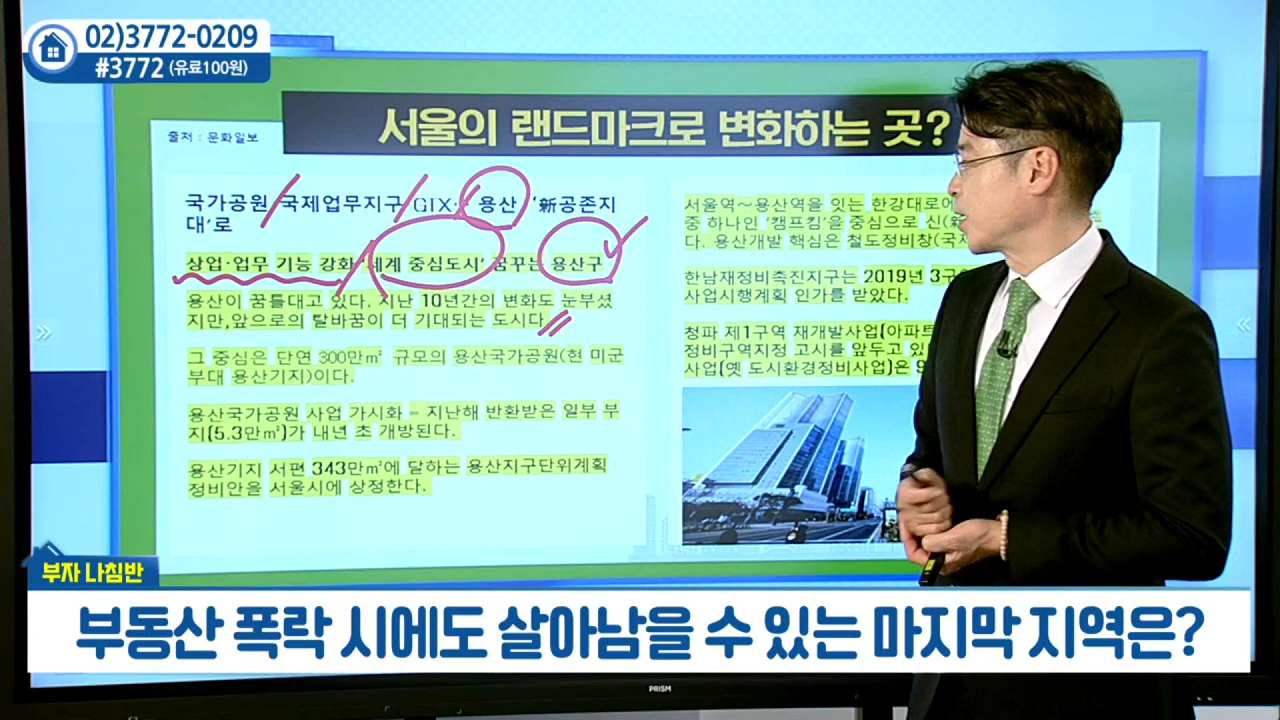 02)3772-0209
#3772 (유료100원)
서울의 랜드마크로 변화하는 곳?
출처 : 문화일보
국가공원 국제업무지구 GTX·· 용산, '新공존지
대'로
상업·업무 기능 강화 '세계 중심도시' 꿈꾸는 용산구
용산이 꿈틀대고 있다. 지난 10년간의 변화도 눈부셨
지만,앞으로의 탈바꿈이 더 기대되는 도시다
그 중심은 단연 300만㎡ 규모의 용산국가공원(현 미군
부대 용산기지)이다.
용산국가공원 사업 가시화 = 지난해 반환받은 일부 부
지(5.3만㎡)가 내년 초 개방된다.
용산기지 서편 343만㎡에 달하는 용산지구단위계획
정비안을 서울시에 상정한다.
서울역~용산역을 잇는 한강대로에
중 하나인 '캠프킴'을 중심으로 신(新
다. 용산개발 핵심은 철도정비창(국제
한남재정비촉진지구는 2019년 3구
사업시행계획 인가를 받았다.
청파 제1구역 재개발사업(아파트
정비구역지정 고시를 앞두고 있
사업(옛 도시환경정비사업)은 9
부자 나침반
부동산 폭락 시에도 살아남을 수 있는 마지막 지역은?
PRISM